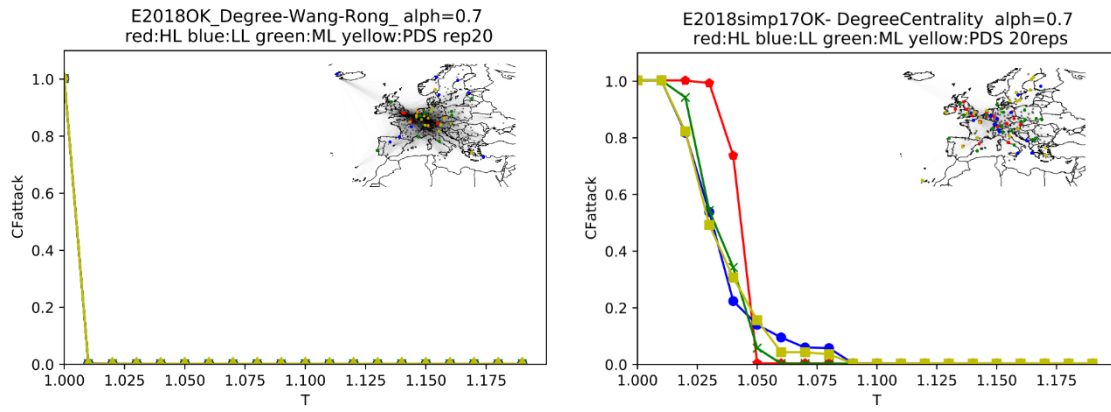 E2018OK_Degree-Wang-Rong_ alph=0.7
red:HL blue:LL green:ML yellow:PDS rep20
1.0
0.8
0.6
0.4
0.2
0.0
CFattack
1.000 1.025 1.050 1.075 1.100 1.125 1.150 1.175
T
E2018simp17OK- DegreeCentrality alph=0.7
red:HL blue:LL green:ML yellow:PDS 20reps
1.0
0.8
0.6
0.4
0.2
0.0
CFattack
1.000 1.025 1.050 1.075 1.100 1.125 1.150 1.175
T